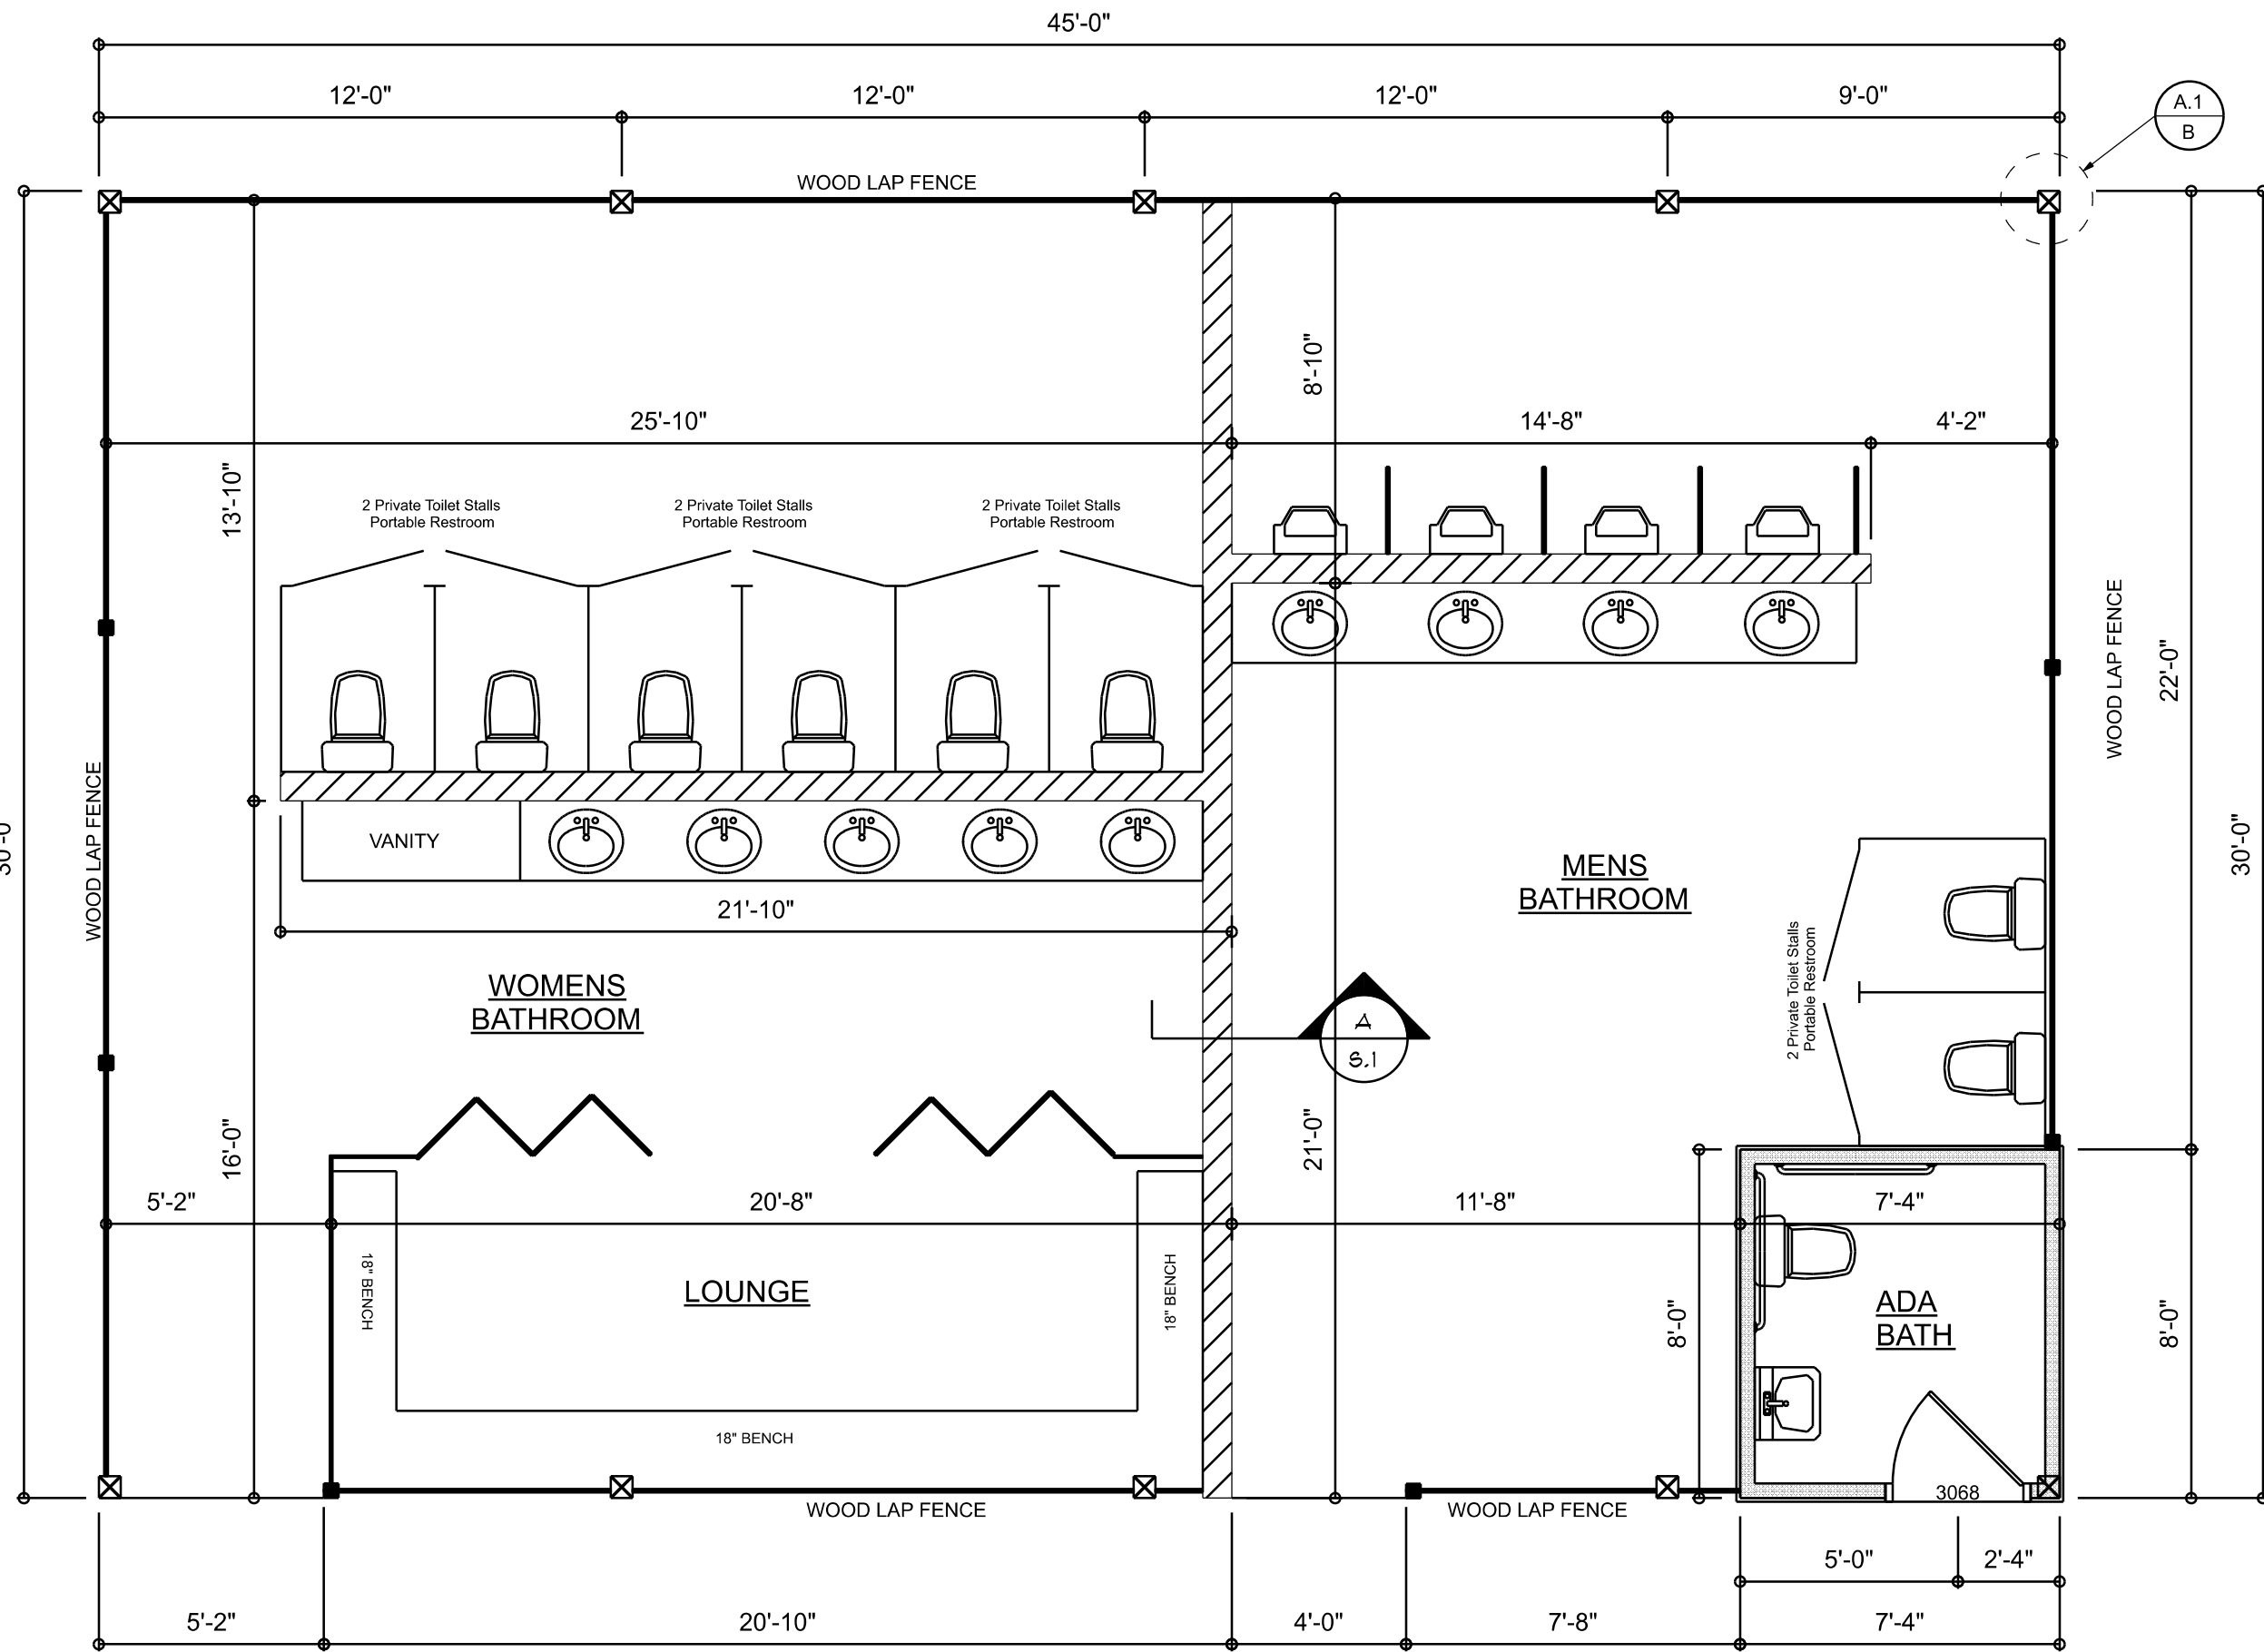 45'-0"
12'-0"
12'-0"
12'-0"
9'-0"
A.1
B
WOOD LAP FENCE
8'-10"
25'-10"
14'-8"
4'-2"
13'-10"
2 Private Toilet Stalls
Portable Restroom
2 Private Toilet Stalls
Portable Restroom
2 Private Toilet Stalls
Portable Restroom
WOOD LAP FENCE
22'-0"
30'-0"
WOOD LAP FENCE
VANITY
21'-10"
MENS
BATHROOM
30'-0"
WOMENS
BATHROOM
2 Private Toilet Stalls
Portable Restroom
A
S.1
16'-0"
21'-0"
5'-2"
20'-8"
11'-8"
7'-4"
18" BENCH
LOUNGE
18" BENCH
8'-0"
ADA
BATH
8'-0"
18" BENCH
3068
WOOD LAP FENCE
WOOD LAP FENCE
5'-0"
2'-4"
5'-2"
20'-10"
4'-0"
7'-8"
7'-4"